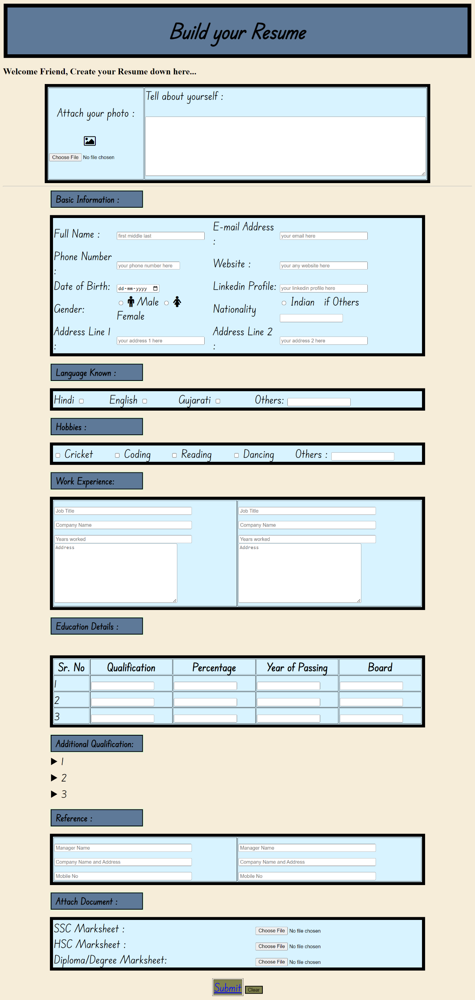 Build your Resume
Welcome Friend, Create your Resume down here...
Attach your photo :
Choose File No file chosen
Tell about yourself :
Basic Information :
Full Name : first middle last E-mail Address : your email here
Phone Number : your phone number here Website : your any website here
Date of Birth: dd-mm-yyyy Linkedin Profile: your linkedin profile here
Gender: Male Female Nationality Indian if Others
Address Line 1 : your address 1 here Address Line 2 : your address 2 here
Language Known :
Hindi English Gujarati Others:
Hobbies :
Cricket Coding Reading Dancing Others :
Work Experience:
Job Title Job Title
Company Name Company Name
Years worked Years worked
Address Address
Education Details :
Sr. No Qualification Percentage Year of Passing Board
1
2
3
Additional Qualification:
1
2
3
Reference :
Manager Name Manager Name
Company Name and Address Company Name and Address
Mobile No Mobile No
Attach Document :
SSC Marksheet : Choose File No file chosen
HSC Marksheet : Choose File No file chosen
Diploma/Degree Marksheet: Choose File No file chosen
Submit Clear